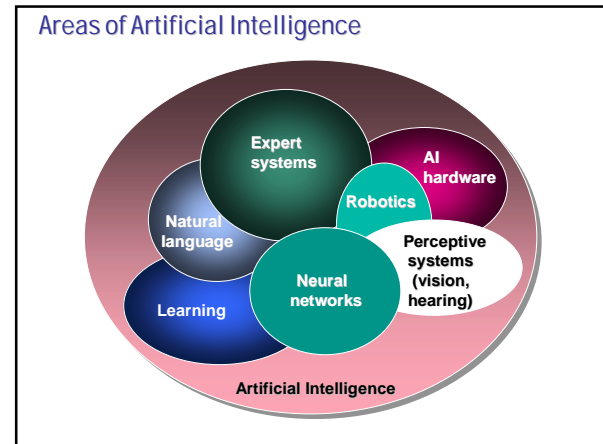 Areas of Artificial Intelligence
Expert
systems
AI
hardware
Robotics
Natural
language
Perceptive
systems
(vision,
hearing)
Neural
networks
Learning
Artificial Intelligence